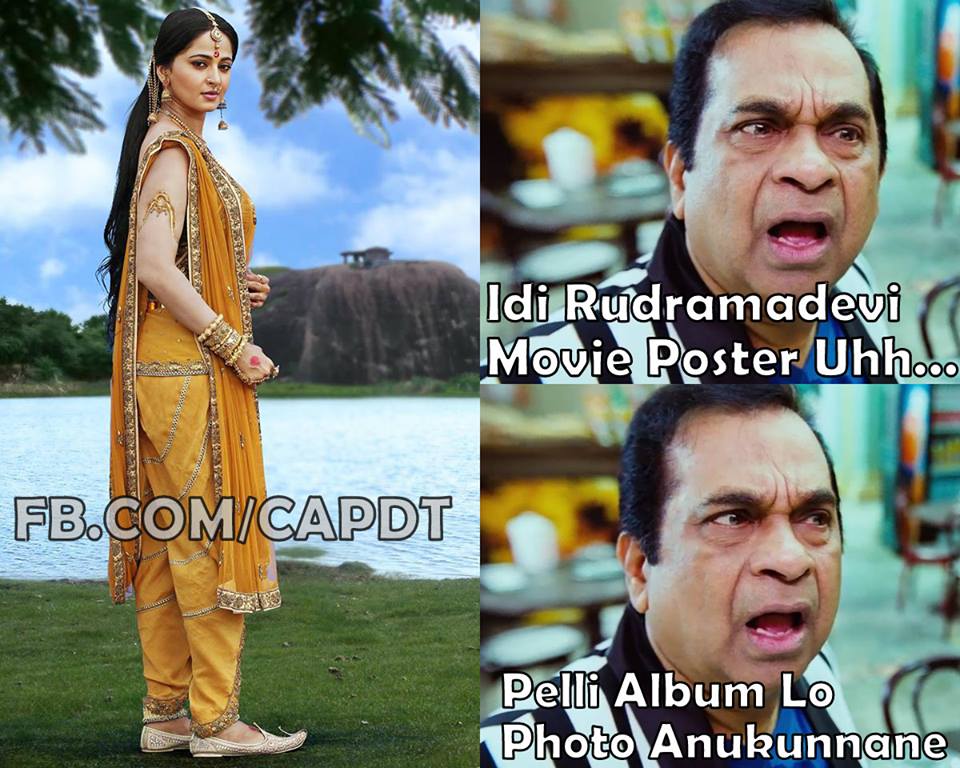 Idi Rudramadevi
Movie Poster Uhh...
FB.COM/CAPDT
Pelli Album Lo
Photo Anukunnane